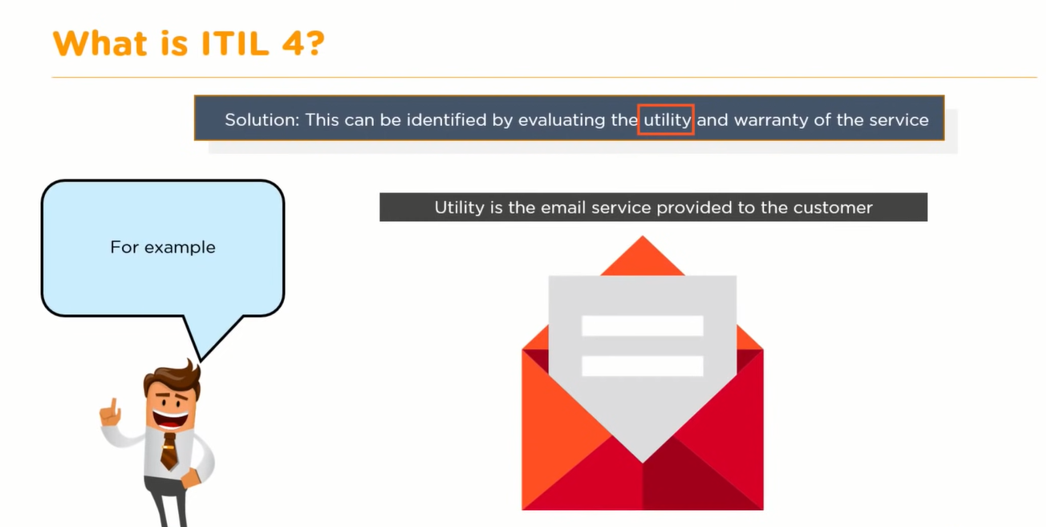 What is ITIL 4?
Solution: This can be identified by evaluating the utility and warranty of the service
For example
Utility is the email service provided to the customer